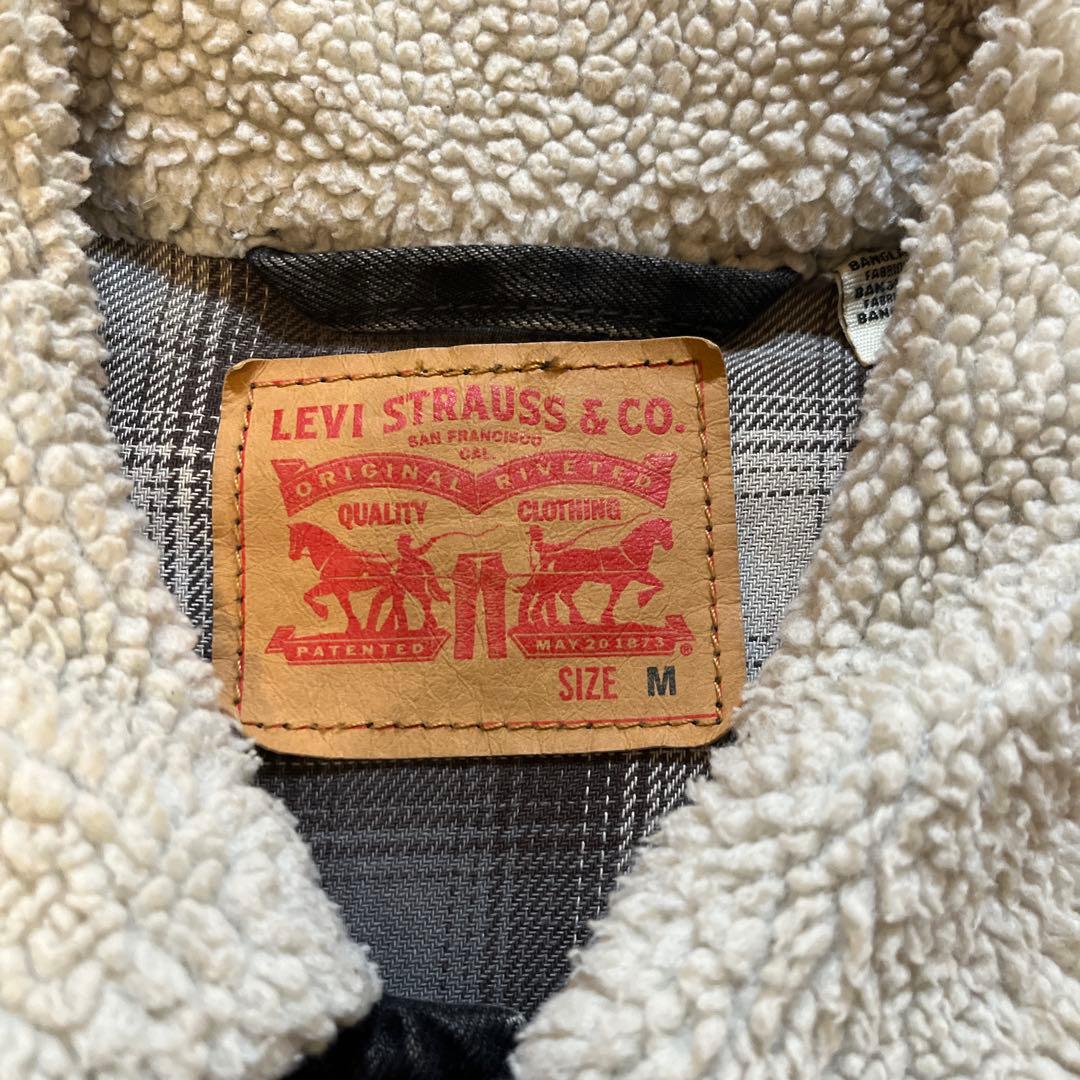 LEVI STRAUSS & CO.
SAN FRANCISCO
CAL.
ORIGINAL RIVETED
QUALITY CLOTHING
PATENTED MAY 20 1873 ®
SIZE M